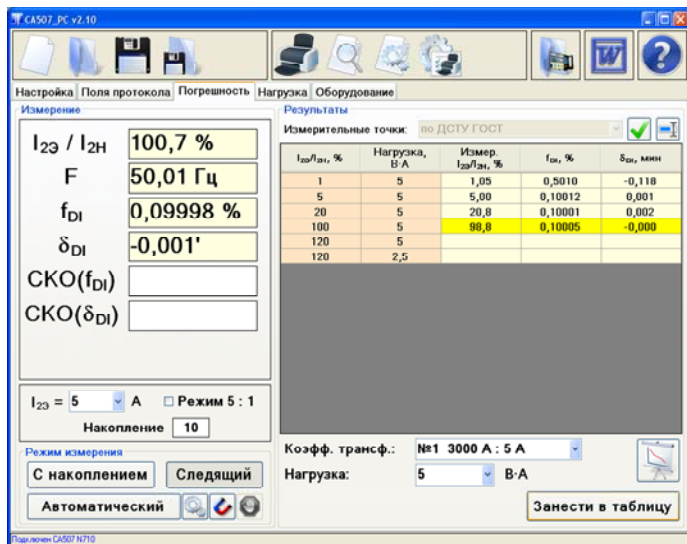 CA507_PC v2.10
W
?
Настройка Поля протокола Погрешность Нагрузка Оборудование
Измерение
I2Э / I2Н 100,7 %
F 50,01 Гц
fDI 0,09998 %
δDI -0,001'
СКО(fDI)
СКО(δDI)
I2Э = 5 А Режим 5 : 1
Накопление 10
Режим измерения
С накоплением Следящий
Автоматический
Результаты
Измерительные точки: по ДСТУ ГОСТ
I2Э/I2Н, % Нагрузка, В·А Измер. I2Э/I2Н, % fDI, % δDI, мин
1 5 1,05 0,5010 -0,118
5 5 5,00 0,10012 0,001
20 5 20,8 0,10001 0,002
100 5 98,8 0,10005 -0,000
120 5
120 2,5
Коэфф. трансф.: №1 3000 А : 5 А
Нагрузка: 5 В·А
Занести в таблицу
Подключен CA507 N710